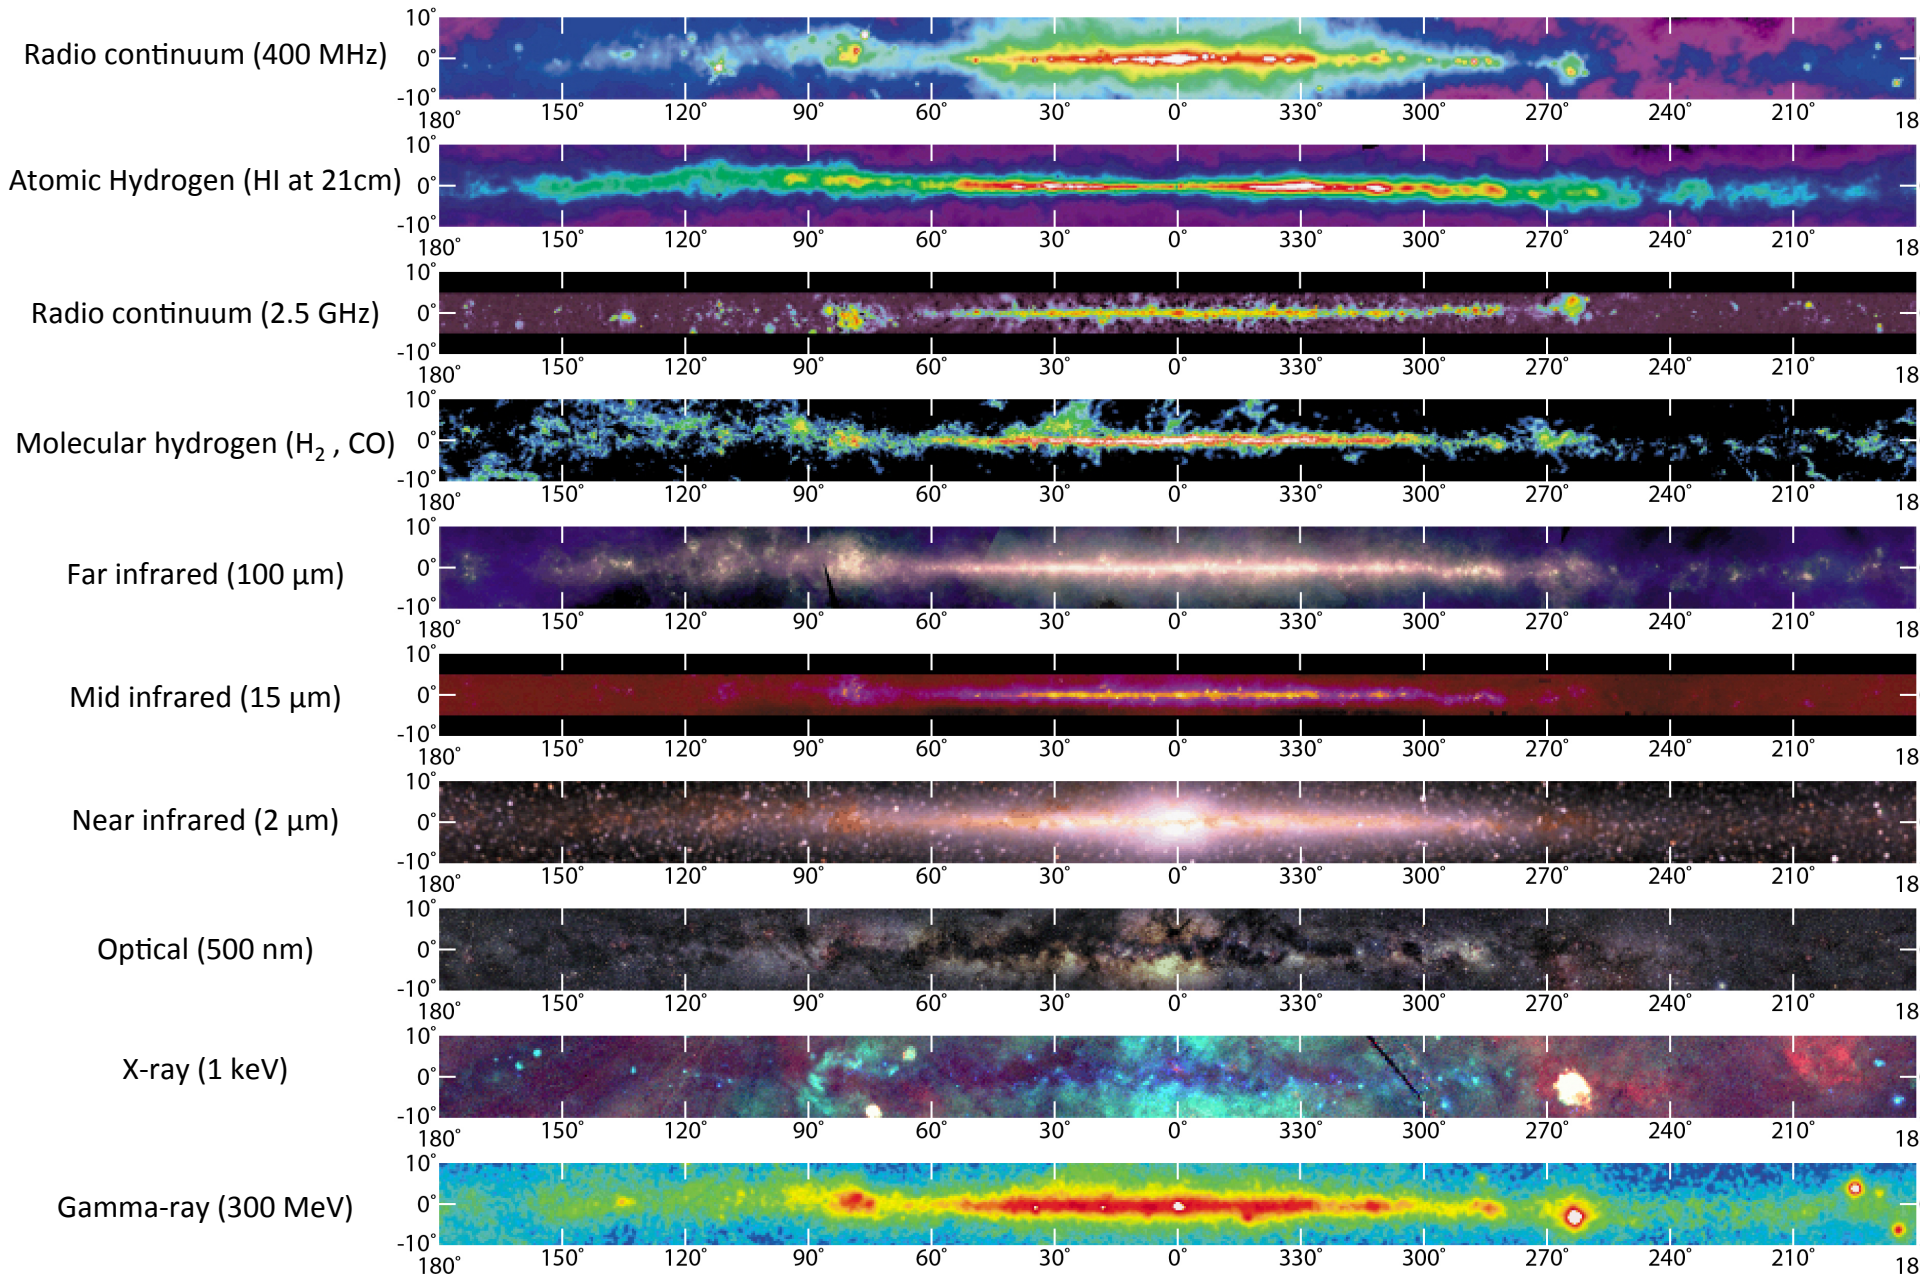 Radio continuum (400 MHz)
10°
0°
-10°
180° 150° 120° 90° 60° 30° 0° 330° 300° 270° 240° 210° 18
Atomic Hydrogen (HI at 21cm)
10°
0°
-10°
180° 150° 120° 90° 60° 30° 0° 330° 300° 270° 240° 210° 18
Radio continuum (2.5 GHz)
10°
0°
-10°
180° 150° 120° 90° 60° 30° 0° 330° 300° 270° 240° 210° 18
Molecular hydrogen (H₂ , CO)
10°
0°
-10°
180° 150° 120° 90° 60° 30° 0° 330° 300° 270° 240° 210° 18
Far infrared (100 µm)
10°
0°
-10°
180° 150° 120° 90° 60° 30° 0° 330° 300° 270° 240° 210° 18
Mid infrared (15 µm)
10°
0°
-10°
180° 150° 120° 90° 60° 30° 0° 330° 300° 270° 240° 210° 18
Near infrared (2 µm)
10°
0°
-10°
180° 150° 120° 90° 60° 30° 0° 330° 300° 270° 240° 210° 18
Optical (500 nm)
10°
0°
-10°
180° 150° 120° 90° 60° 30° 0° 330° 300° 270° 240° 210° 18
X-ray (1 keV)
10°
0°
-10°
180° 150° 120° 90° 60° 30° 0° 330° 300° 270° 240° 210° 18
Gamma-ray (300 MeV)
10°
0°
-10°
180° 150° 120° 90° 60° 30° 0° 330° 300° 270° 240° 210° 18